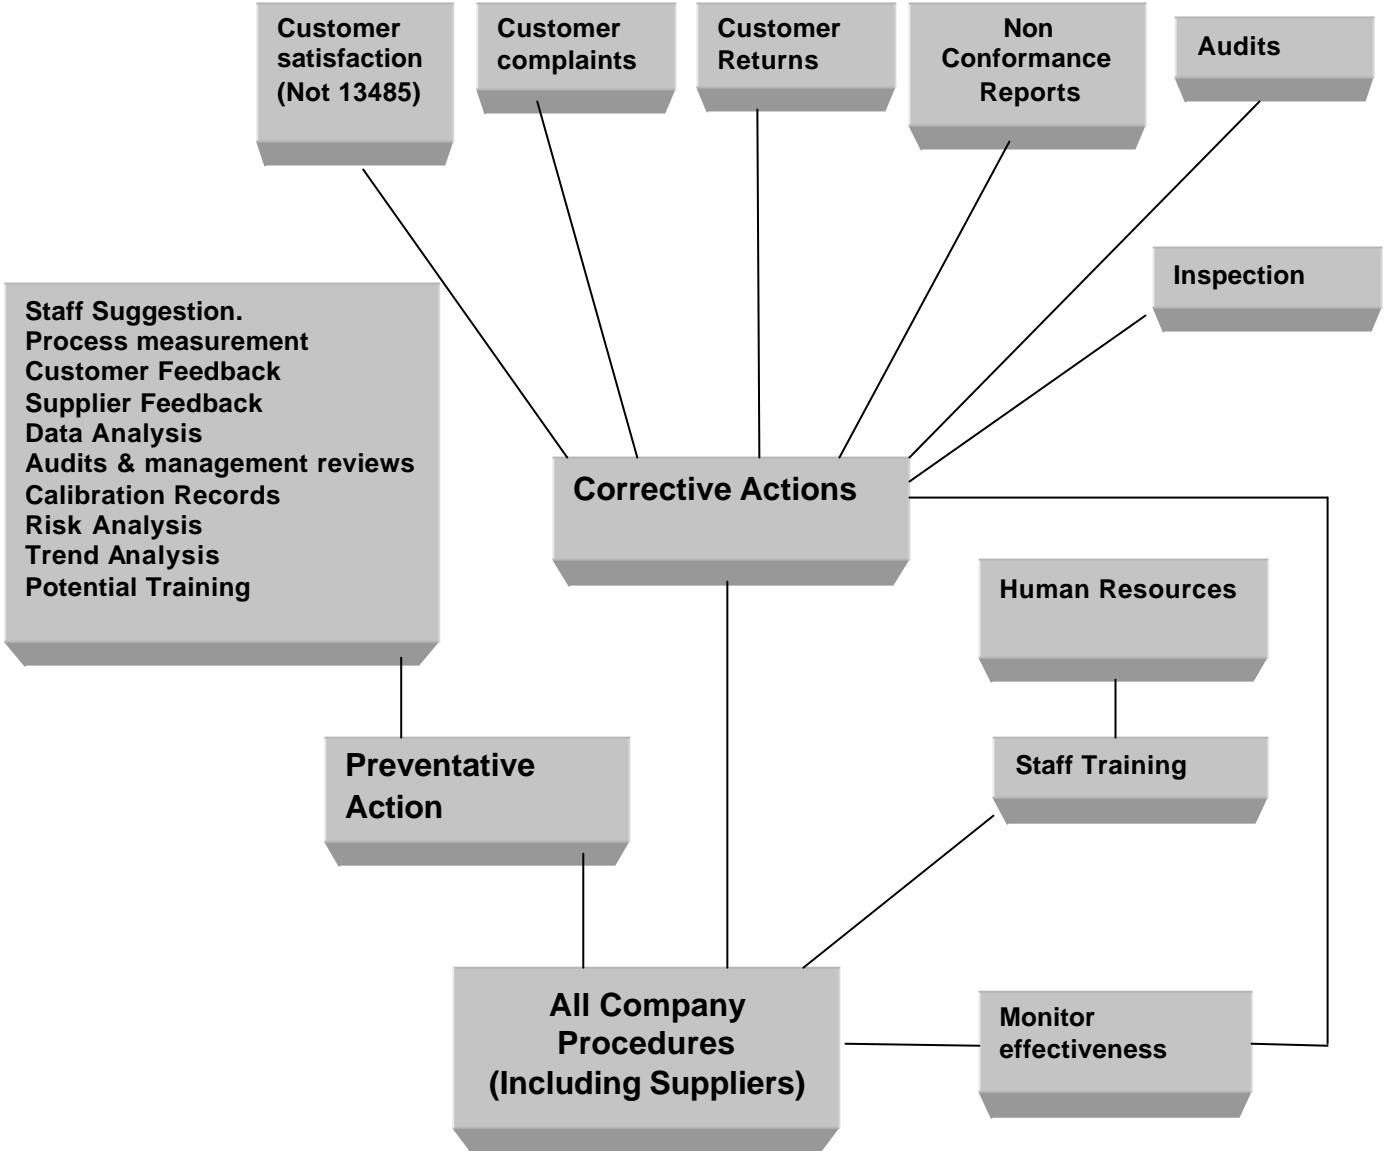 Customer
satisfaction
(Not 13485)
Customer
complaints
Customer
Returns
Non
Conformance
Reports
Audits
Inspection
Staff Suggestion.
Process measurement
Customer Feedback
Supplier Feedback
Data Analysis
Audits & management reviews
Calibration Records
Risk Analysis
Trend Analysis
Potential Training
Corrective Actions
Human Resources
Preventative
Action
Staff Training
All Company
Procedures
(Including Suppliers)
Monitor
effectiveness